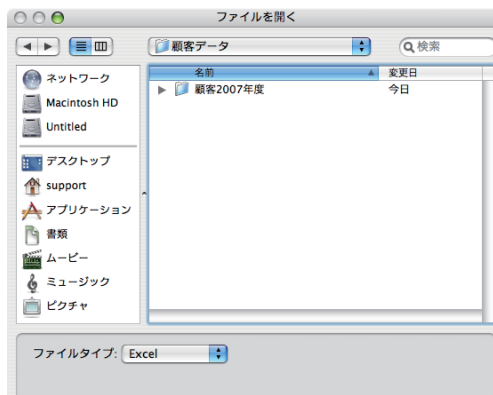 ファイルを開く
顧客データ
検索
名前 変更日
顧客2007年度 今日
ネットワーク
Macintosh HD
Untitled
デスクトップ
support
アプリケーション
書類
ムービー
ミュージック
ピクチャ
ファイルタイプ: Excel